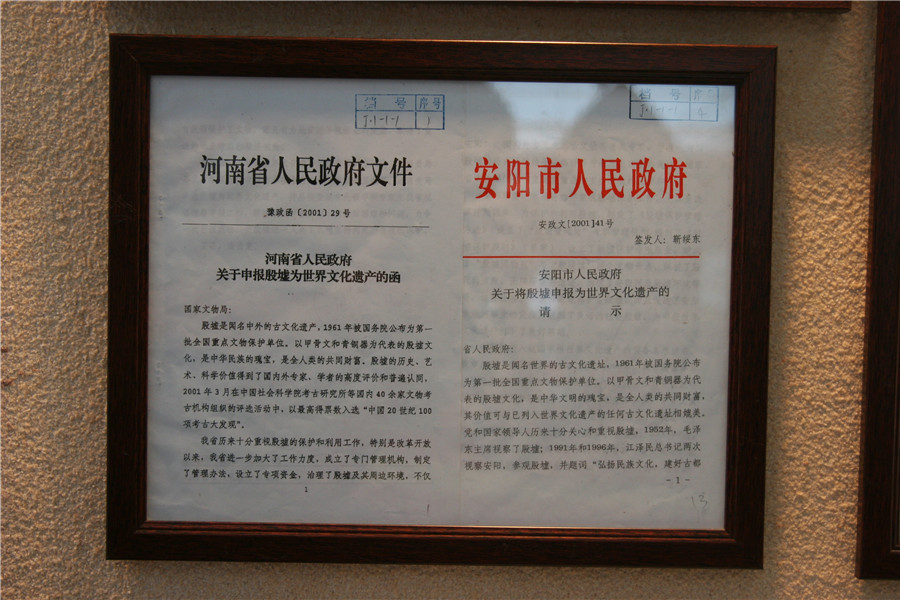 档 号 序号
J·1-1-1 1
河南省人民政府文件
豫政函〔2001〕29号
河南省人民政府
关于申报殷墟为世界文化遗产的函
国家文物局:
殷墟是闻名中外的古文化遗产,1961年被国务院公布为第一
批全国重点文物保护单位。以甲骨文和青铜器为代表的殷墟文
化,是中华民族的瑰宝,是全人类的共同财富。殷墟的历史、艺
术、科学价值得到了国内外专家、学者的高度评价和普遍认同,
2001年3月在中国社会科学院考古研究所等国内40余家文物考
古机构组织的评选活动中,以最高得票数入选“中国20世纪100
项考古大发现”。
我省历来十分重视殷墟的保护和利用工作,特别是改革开放
以来,我省进一步加大了工作力度,成立了专门管理机构,制定
了管理办法,设立了专项资金,治理了殷墟及其周边环境,不仅
1
1
档 号 序
J·1-1-1 4
安阳市人民政府
安政文〔2001〕41号
签发人:靳绥东
安阳市人民政府
关于将殷墟申报为世界文化遗产的
请 示
省人民政府:
殷墟是闻名世界的古文化遗址,1961年被国务院公布
为第一批全国重点文物保护单位。以甲骨文和青铜器为代
表的殷墟文化,是中华文明的瑰宝,是全人类的共同财富,
其价值可与已列入世界文化遗产的任何古文化遗址相媲美。
党和国家领导人历来十分关心和重视殷墟,1952年,毛泽
东主席视察了殷墟;1991年和1996年,江泽民总书记两次
视察安阳,参观殷墟,并题词“弘扬民族文化,建好古都
-1-
13